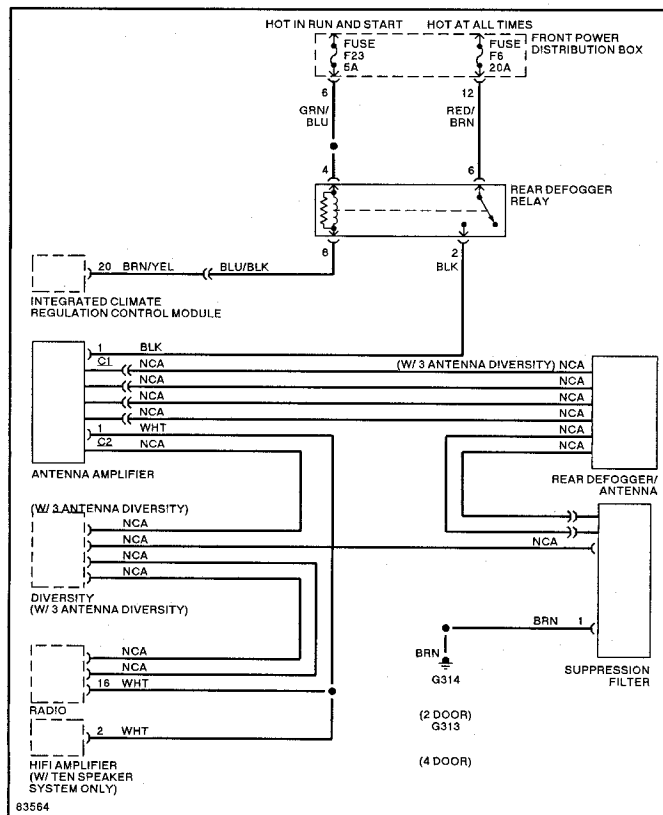 HOT IN RUN AND START HOT AT ALL TIMES
FUSE
F23
5A
FUSE
F6
20A
FRONT POWER
DISTRIBUTION BOX
6 12
GRN/
BLU
RED/
BRN
4 6
REAR DEFOGGER
RELAY
8 2
BLK
20 BRN/YEL BLU/BLK
INTEGRATED CLIMATE
REGULATION CONTROL MODULE
1 BLK
C1 NCA (W/ 3 ANTENNA DIVERSITY) NCA
NCA NCA
NCA NCA
NCA NCA
1 WHT NCA
C2 NCA NCA
ANTENNA AMPLIFIER
REAR DEFOGGER/
ANTENNA
(W/ 3 ANTENNA DIVERSITY)
NCA
NCA NCA
NCA
NCA
DIVERSITY
(W/ 3 ANTENNA DIVERSITY)
BRN 1
BRN
G314
SUPPRESSION
FILTER
NCA
NCA
16 WHT
RADIO
(2 DOOR)
G313
2 WHT
(4 DOOR)
HIFI AMPLIFIER
(W/ TEN SPEAKER
SYSTEM ONLY)
83564